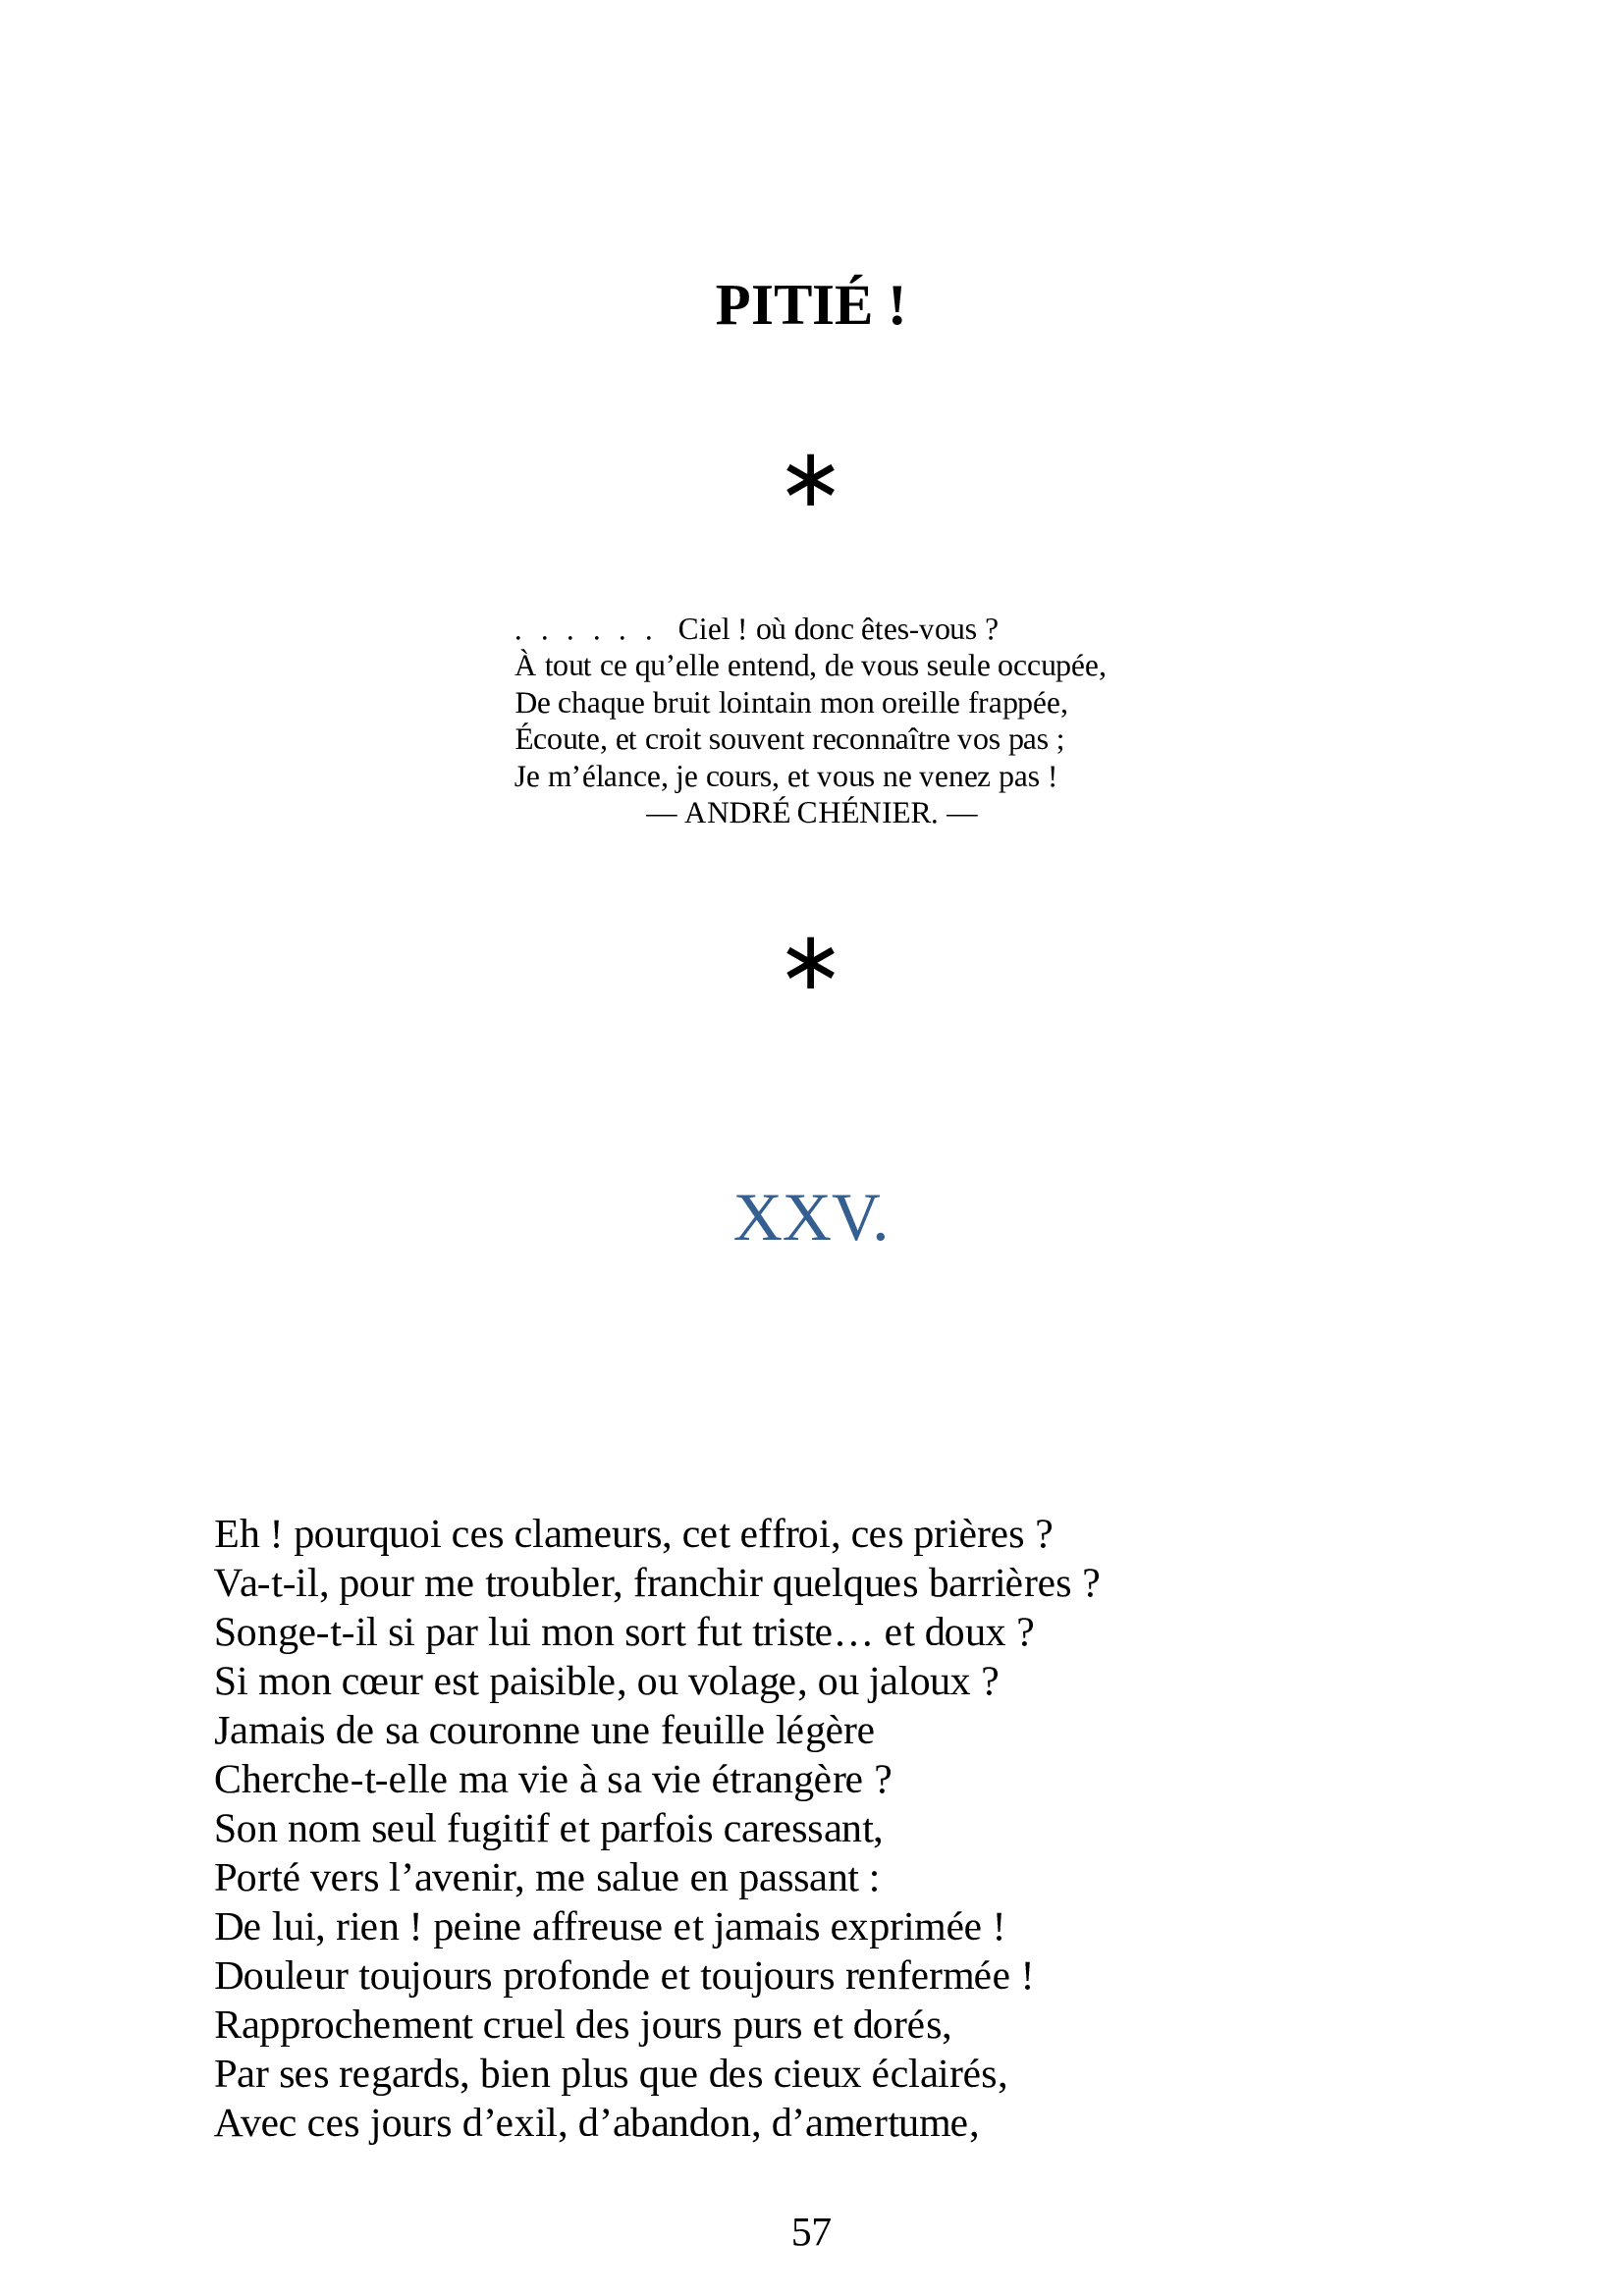 PITIÉ !
*
. . . . . . Ciel ! où donc êtes-vous ?
À tout ce qu’elle entend, de vous seule occupée,
De chaque bruit lointain mon oreille frappée,
Écoute, et croit souvent reconnaître vos pas ;
Je m’élance, je cours, et vous ne venez pas !
— ANDRÉ CHÉNIER. —
*
XXV.
Eh ! pourquoi ces clameurs, cet effroi, ces prières ?
Va-t-il, pour me troubler, franchir quelques barrières ?
Songe-t-il si par lui mon sort fut triste… et doux ?
Si mon cœur est paisible, ou volage, ou jaloux ?
Jamais de sa couronne une feuille légère
Cherche-t-elle ma vie à sa vie étrangère ?
Son nom seul fugitif et parfois caressant,
Porté vers l’avenir, me salue en passant :
De lui, rien ! peine affreuse et jamais exprimée !
Douleur toujours profonde et toujours renfermée !
Rapprochement cruel des jours purs et dorés,
Par ses regards, bien plus que des cieux éclairés,
Avec ces jours d’exil, d’abandon, d’amertume,
57